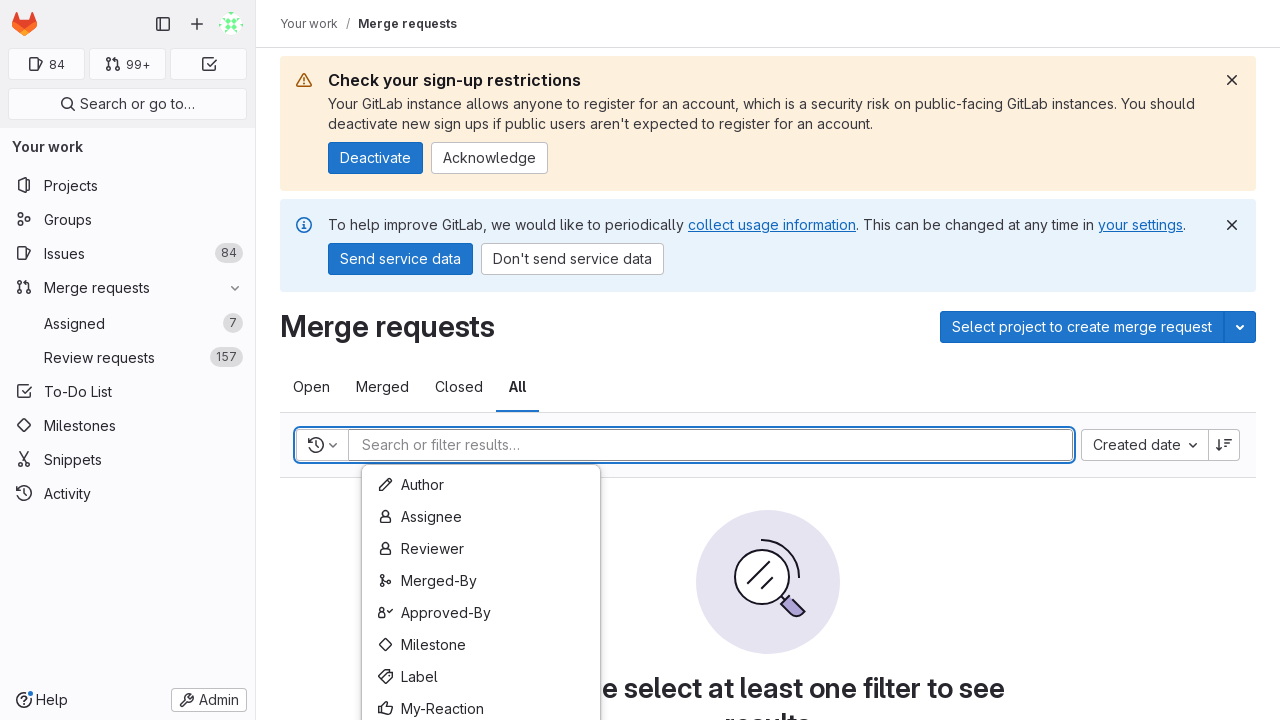 Your work / Merge requests
84
99+
Search or go to…
Your work
Projects
Groups
Issues
84
Merge requests
Assigned
7
Review requests
157
To-Do List
Milestones
Snippets
Activity
Help
Admin
Check your sign-up restrictions
Your GitLab instance allows anyone to register for an account, which is a security risk on public-facing GitLab instances. You should
deactivate new sign ups if public users aren't expected to register for an account.
Deactivate
Acknowledge
To help improve GitLab, we would like to periodically collect usage information. This can be changed at any time in your settings.
Send service data
Don't send service data
Merge requests
Select project to create merge request
Open
Merged
Closed
All
Search or filter results…
Created date
Author
Assignee
Reviewer
Merged-By
Approved-By
Milestone
Label
My-Reaction
e select at least one filter to see
results